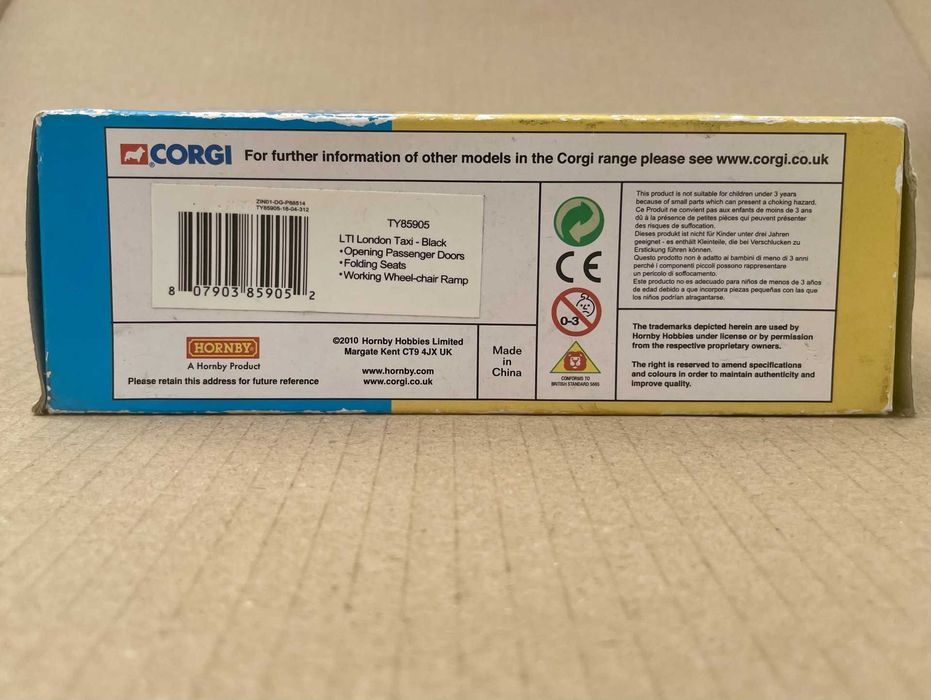 CORGI For further information of other models in the Corgi range please see www.corgi.co.uk
ZIN01-DG-P88514
TY85905-16-04-312
8 07903 85905 2
TY85905
LTI London Taxi - Black
•Opening Passenger Doors
•Folding Seats
•Working Wheel-chair Ramp
HORNBY
A Hornby Product
Please retain this address for future reference
©2010 Hornby Hobbies Limited
Margate Kent CT9 4JX UK
www.hornby.com
www.corgi.co.uk
Made
in
China
CE
0-3
CONFORMS TO
BRITISH STANDARD 5665
This product is not suitable for children under 3 years
because of small parts which can present a choking hazard.
Ce Produit ne convient pas aux enfants de moins de 3 ans
dû à la présence de petites pièces qui peuvent présenter
des risques de suffocation.
Dieses produkt ist nicht für Kinder unter drei Jahren
geeignet - es enthält Kleinteile, die bei Verschlucken zu
Erstickung führen können.
Questo prodotto non è adatto ai bambini di meno di 3 anni
perché i componenti piccoli possono rappresentare
un pericolo di soffocamento.
Este producto no es adecuado para niños de menos de 3 años
de edad debido a que incorpora piezas pequeñas con las que
los niños podrían atragantarse.
The trademarks depicted herein are used by
Hornby Hobbies under license or by permission
from the respective proprietary owners.
The right is reserved to amend specifications
and colours in order to maintain authenticity and
improve quality.